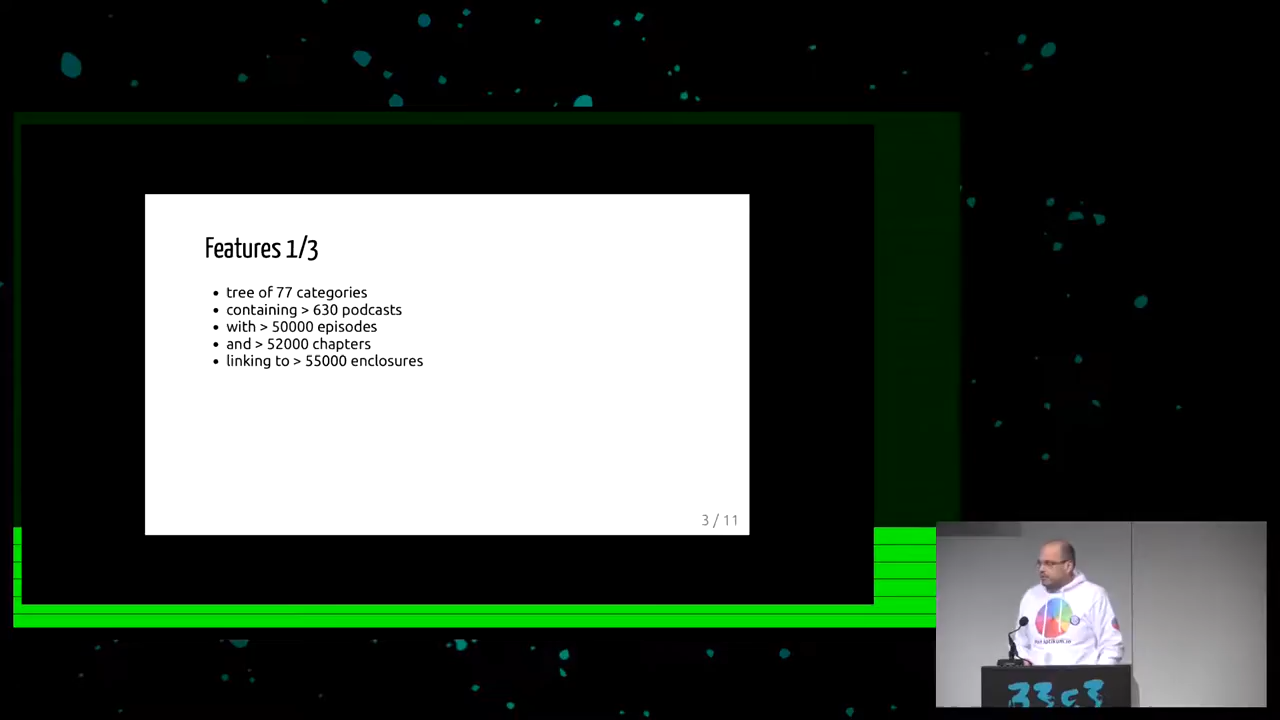 Features 1/3
• tree of 77 categories
• containing > 630 podcasts
• with > 50000 episodes
• and > 52000 chapters
• linking to > 55000 enclosures
3 / 11
33c3